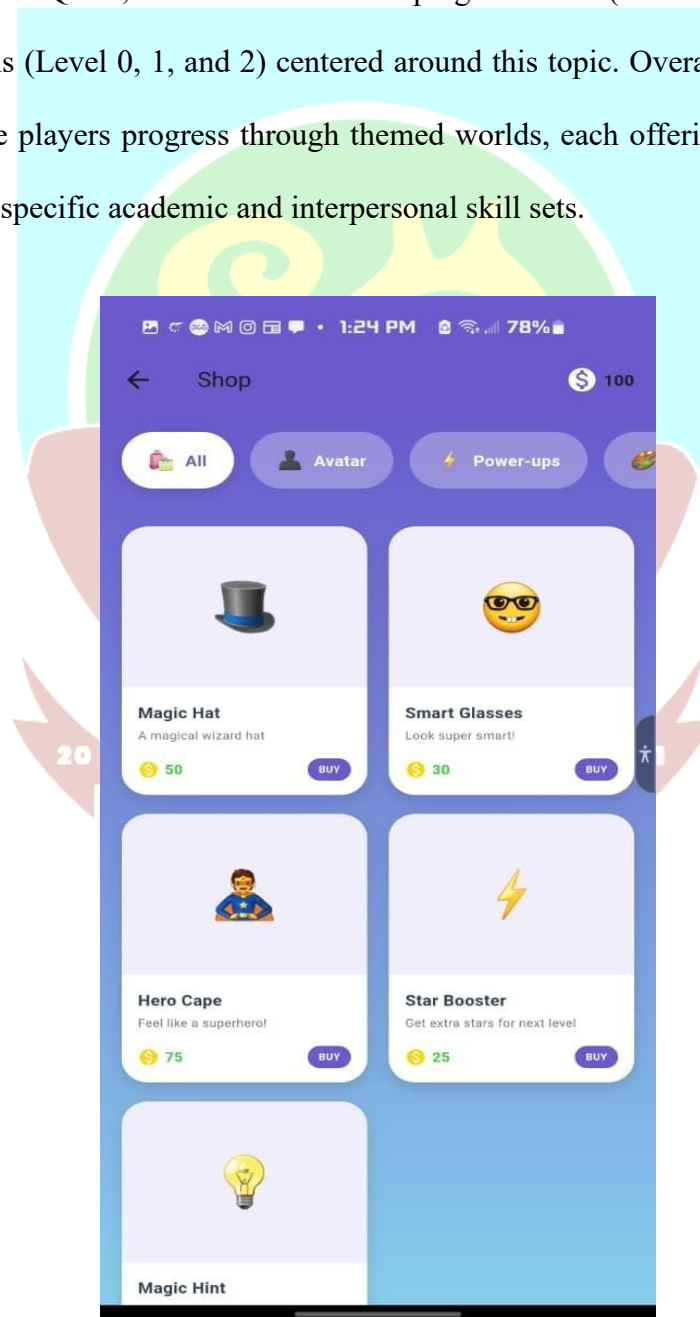 s (Level 0, 1, and 2) centered around this topic. Overa
e players progress through themed worlds, each offeri
specific academic and interpersonal skill sets.
1:24 PM 78%
Shop 100
All Avatar Power-ups
Magic Hat Smart Glasses
A magical wizard hat Look super smart!
50 BUY 30 BUY
20 1
Hero Cape Star Booster
Feel like a superhero! Get extra stars for next level
75 BUY 25 BUY
Magic Hint